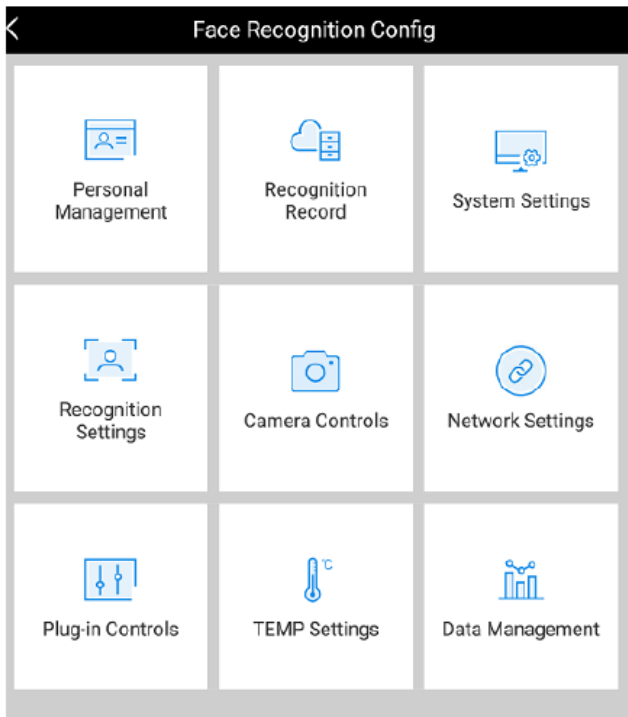 Face Recognition Config
Personal
Management
Recognition
Record
System Settings
Recognition
Settings
Camera Controls
Network Settings
Plug-in Controls
°C
TEMP Settings
Data Management